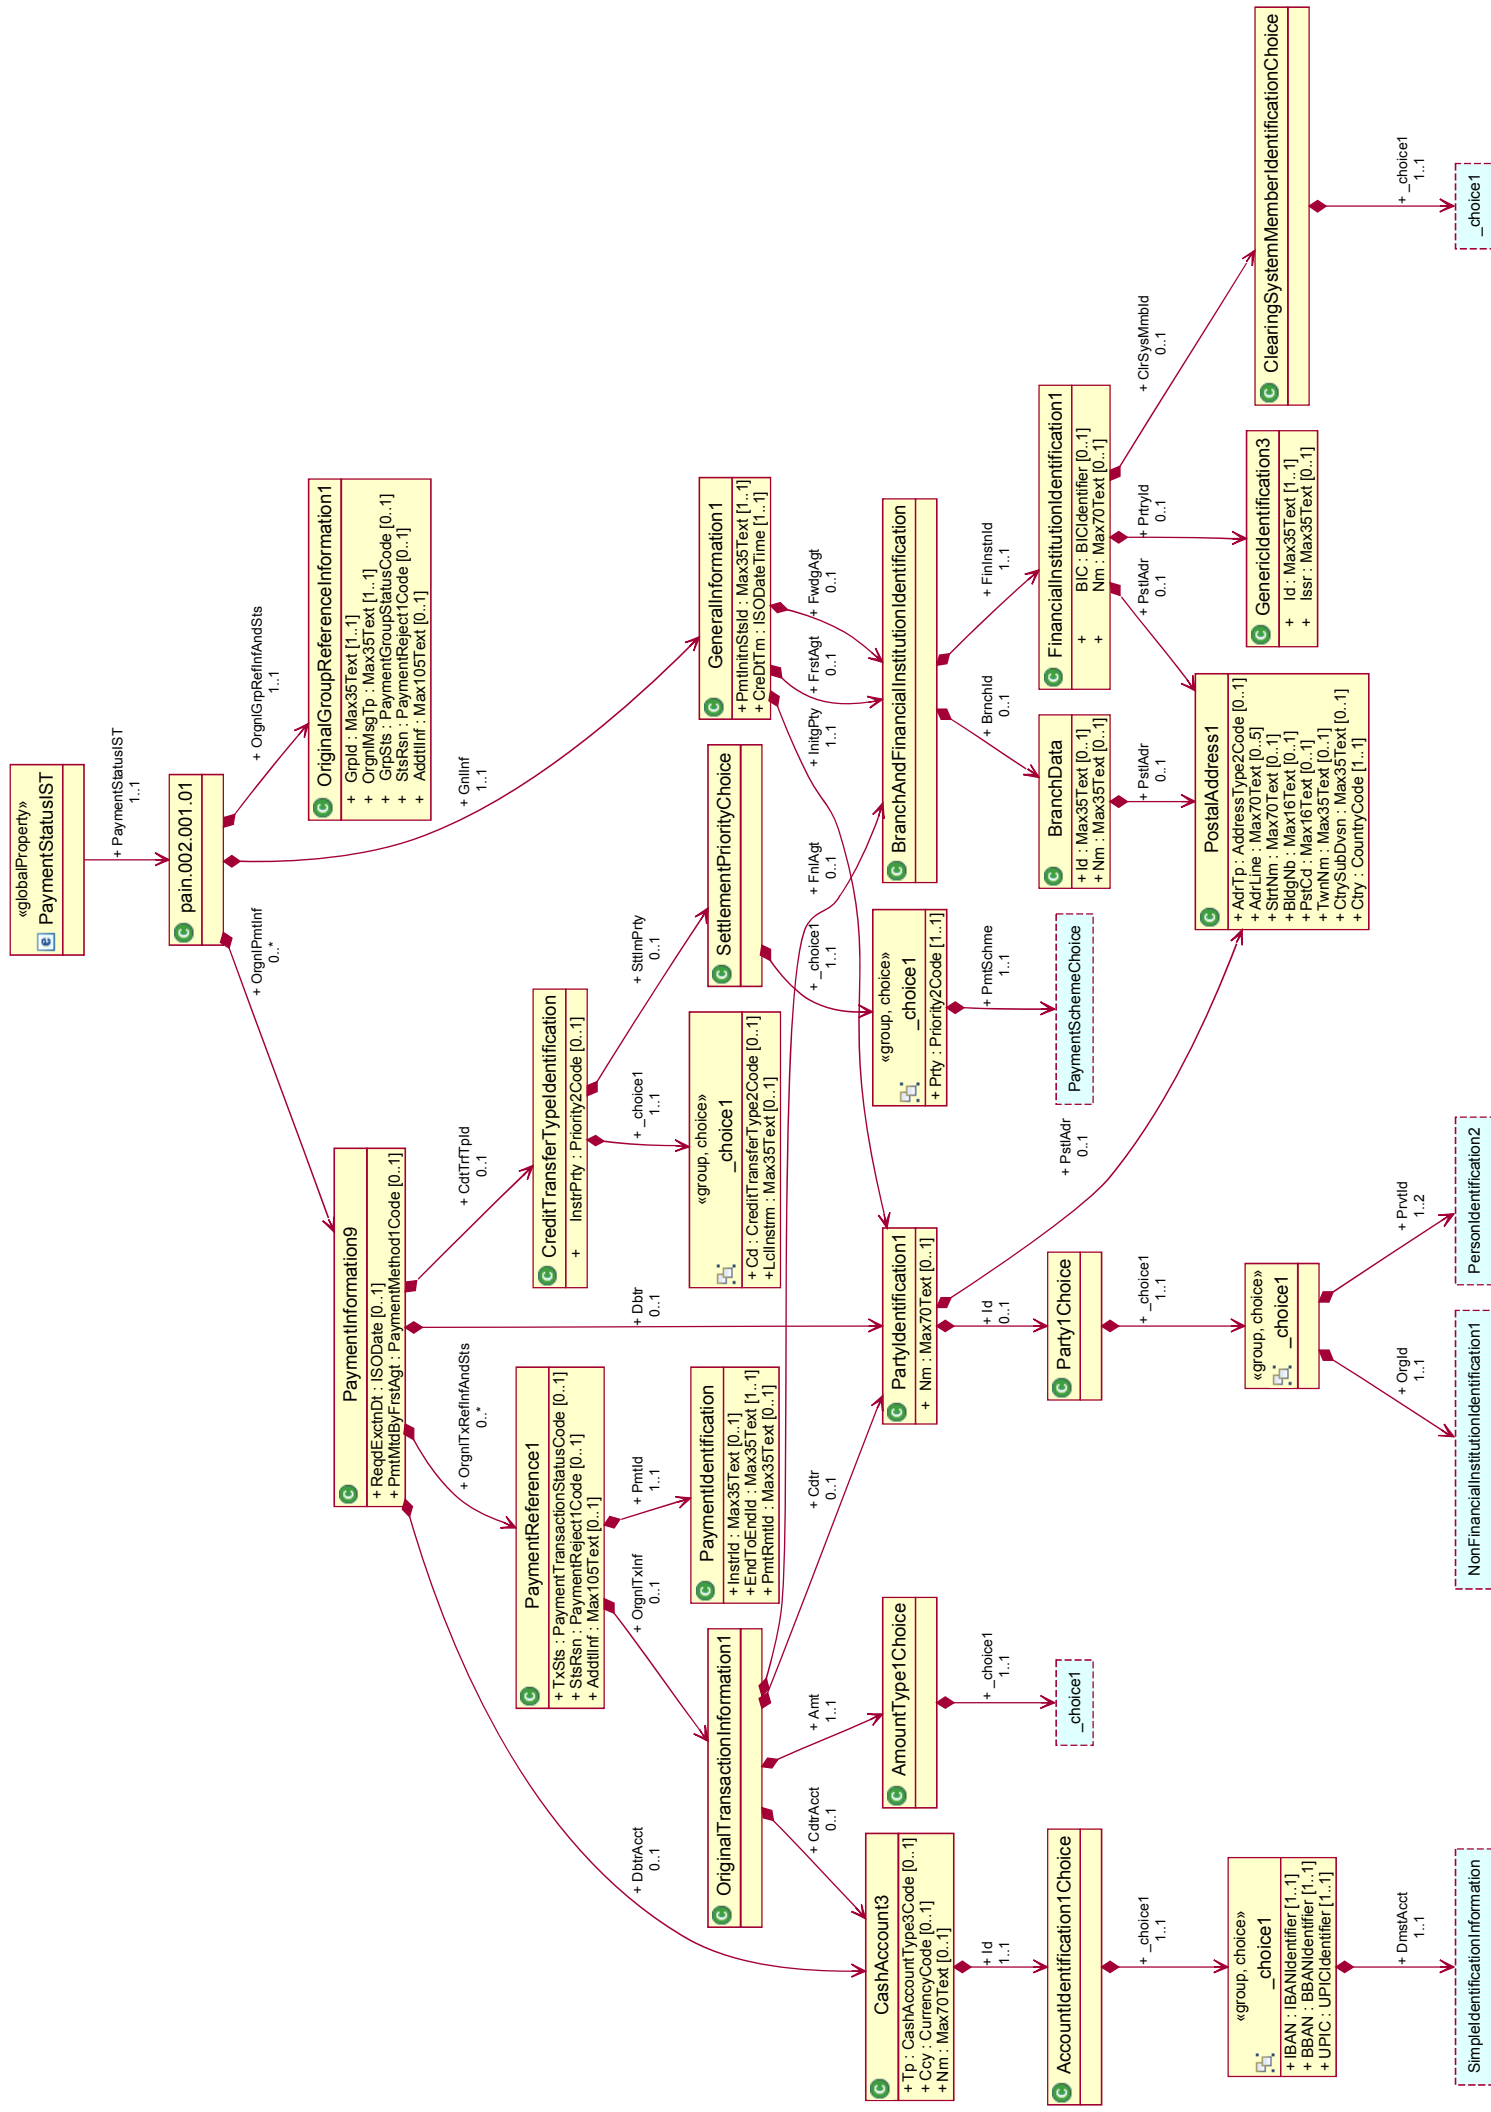 «globalProperty»
PaymentStatusIST
+ PaymentStatusIST
1..1
pain.002.001.01
+ OrgnlPmtInf
0..*
+ OrgnlGrpRefInfAndSts
1..1
+ GnlInf
1..1
OriginalGroupReferenceInformation1
+ GrpId : Max35Text [1..1]
+ OrgnlMsgTp : Max35Text [1..1]
+ GrpSts : PaymentGroupStatusCode [0..1]
+ StsRsn : PaymentReject1Code [0..1]
+ AddtlInf : Max105Text [0..1]
PaymentInformation9
+ ReqdExctnDt : ISODate [0..1]
+ PmtMtdByFrstAgt : PaymentMethod1Code [0..1]
+ DbtrAcct
0..1
+ OrgnlTxRefInfAndSts
0..*
+ Dbtr
0..1
+ CdtTrfTpId
0..1
PaymentReference1
+ TxSts : PaymentTransactionStatusCode
+ StsRsn : PaymentReject1Code [0..1]
+ AddtlInf : Max105Text [0..1]
+ OrgnlTxInf
0..1
+ PmtId
1..1
CreditTransferTypeIdentification
+ InstrPrty : Priority2Code [0..1]
+ _choice1
1..1
+ SttlmPrty
0..1
PaymentIdentification
+ InstrId : Max35Text [0..1]
+ EndToEndId : Max35Text [1..1]
+ PmtRmtId : Max35Text [0..1]
«group, choice»
_choice1
+ Cd : CreditTransferType2Code [0..1]
+ LclInstrm : Max35Text [0..1]
SettlementPriorityChoice
+ _choice1
1..1
GeneralInformation1
+ PmtInitnStsId : Max35Text [1..1]
+ CreDtTm : ISODateTime [1..1]
+ InitgPty
1..1
+ FrstAgt
0..1
+ FwdgAgt
0..1
OriginalTransactionInformation1
+ CdtrAcct
0..1
+ Amt
1..1
+ Cdtr
0..1
+ FnlAgt
0..1
CashAccount3
+ Tp : CashAccountType3Code [0..1]
+ Ccy : CurrencyCode [0..1]
+ Nm : Max70Text [0..1]
+ Id
1..1
AmountType1Choice
+ _choice1
1..1
PartyIdentification1
+ Nm : Max70Text [0..1]
+ Id
0..1
+ PstlAdr
0..1
«group, choice»
_choice1
+ Prty : Priority2Code [1..1]
+ PmtSchme
1..1
BranchAndFinancialInstitutionIdentification
+ BrnchId
0..1
+ FinInstnId
1..1
AccountIdentification1Choice
+ _choice1
1..1
_choice1
Party1Choice
+ _choice1
1..1
PaymentSchemeChoice
BranchData
+ Id : Max35Text [0..1]
+ Nm : Max35Text [0..1]
+ PstlAdr
0..1
FinancialInstitutionIdentification1
+ BIC : BICIdentifier [0..1]
+ Nm : Max70Text [0..1]
+ PstlAdr
0..1
+ PrtryId
0..1
+ ClrSysMmbId
0..1
«group, choice»
_choice1
+ IBAN : IBANIdentifier [1..1]
+ BBAN : BBANIdentifier [1..1]
+ UPIC : UPICIdentifier [1..1]
+ DmstAcct
1..1
«group, choice»
_choice1
+ OrgId
1..1
+ PrvtId
1..2
PostalAddress1
+ AdrTp : AddressType2Code [0..1]
+ AdrLine : Max70Text [0..5]
+ StrtNm : Max70Text [0..1]
+ BldgNb : Max16Text [0..1]
+ PstCd : Max16Text [0..1]
+ TwnNm : Max35Text [0..1]
+ CtrySubDvsn : Max35Text [0..1]
+ Ctry : CountryCode [1..1]
GenericIdentification3
+ Id : Max35Text [1..1]
+ Issr : Max35Text [0..1]
ClearingSystemMemberIdentificationChoice
+ _choice1
1..1
SimpleIdentificationInformation
NonFinancialInstitutionIdentification1
PersonIdentification2
_choice1